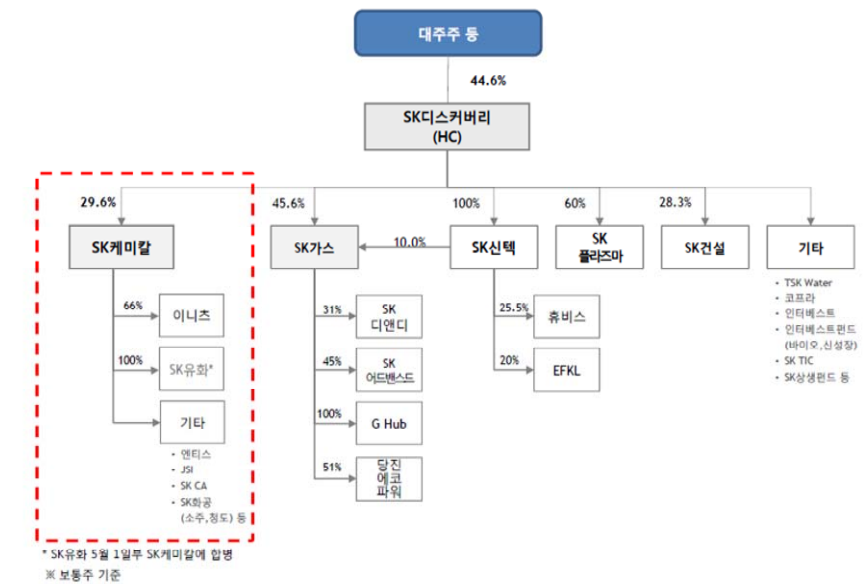 대주주 등
44.6%
SK디스커버리
(HC)
29.6%
45.6%
100%
60%
28.3%
SK케미칼
SK가스
10.0%
SK신텍
SK
플라즈마
SK건설
기타
66%
이니츠
100%
SK유화*
기타
- 엔티스
- JSI
- SK CA
- SK화공
(소주,청도) 등
31%
SK
디앤디
45%
SK
어드밴스드
100%
G Hub
51%
당진
에코
파워
25.5%
휴비스
20%
EFKL
- TSK Water
- 코프라
- 인터베스트
- 인터베스트펀드
(바이오,신성장)
- SK TIC
- SK상생펀드 등
* SK유화 5월 1일부 SK케미칼에 합병
※ 보통주 기준